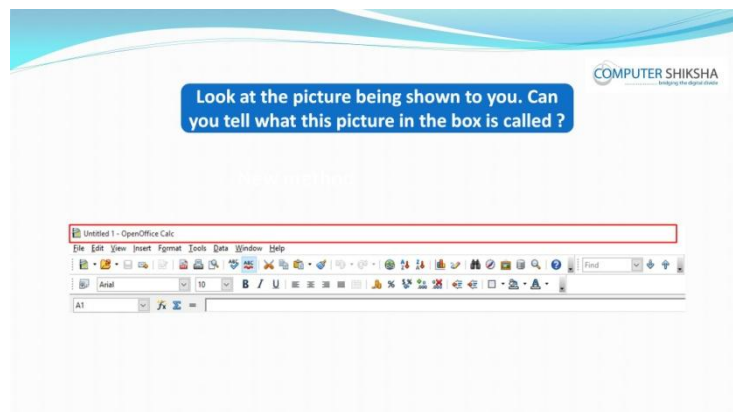 COMPUTER SHIKSHA
bridging the digital divide
Look at the picture being shown to you. Can
you tell what this picture in the box is called ?
Untitled 1 - OpenOffice Calc
File Edit View Insert Format Tools Data Window Help
Find
Arial 10 B I U
A1